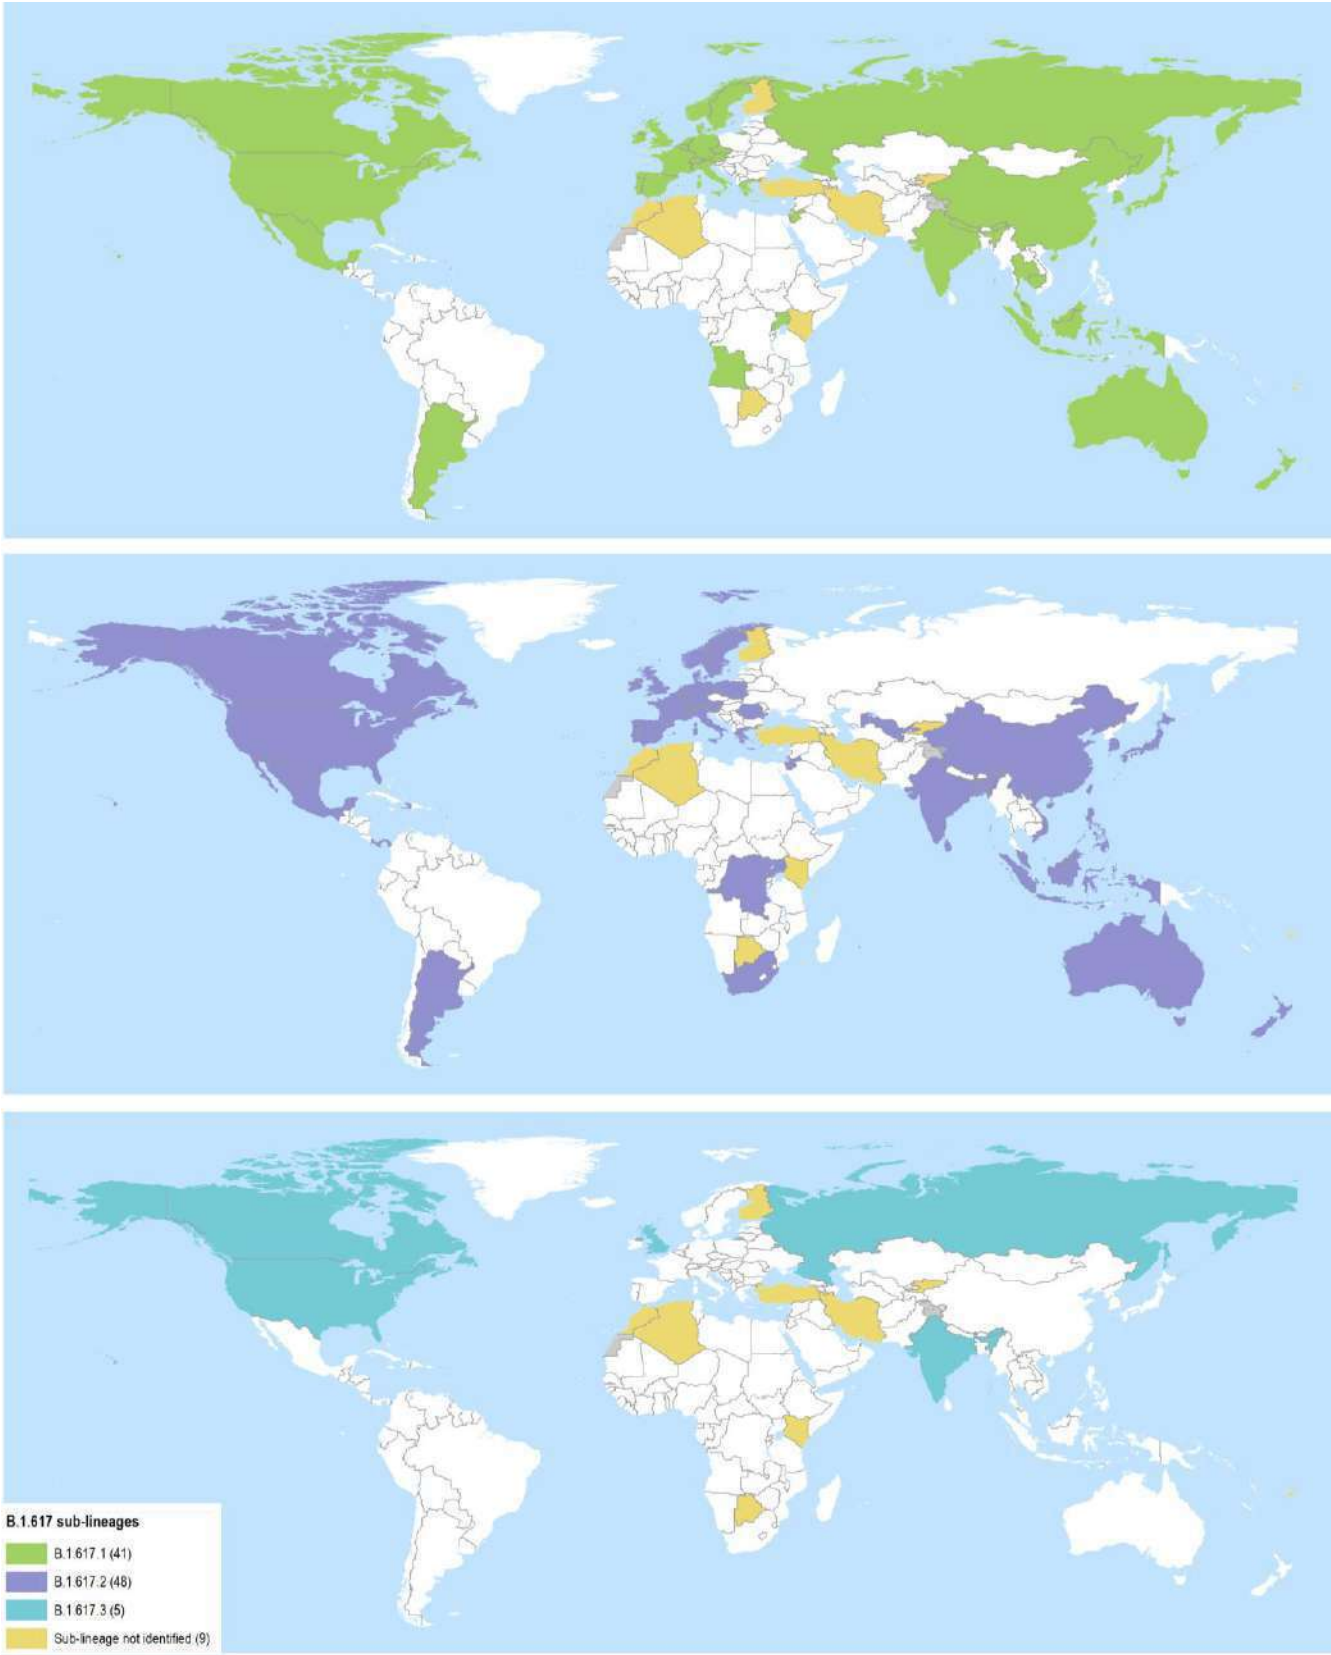 B.1.617 sub-lineages
B.1.617.1 (41)
B.1.617.2 (48)
B.1.617.3 (5)
Sub-lineage not identified (9)